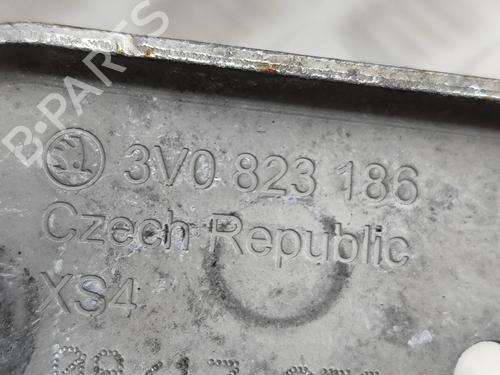 B-PARTS
3V0 823 186
Czech Republic
XS4